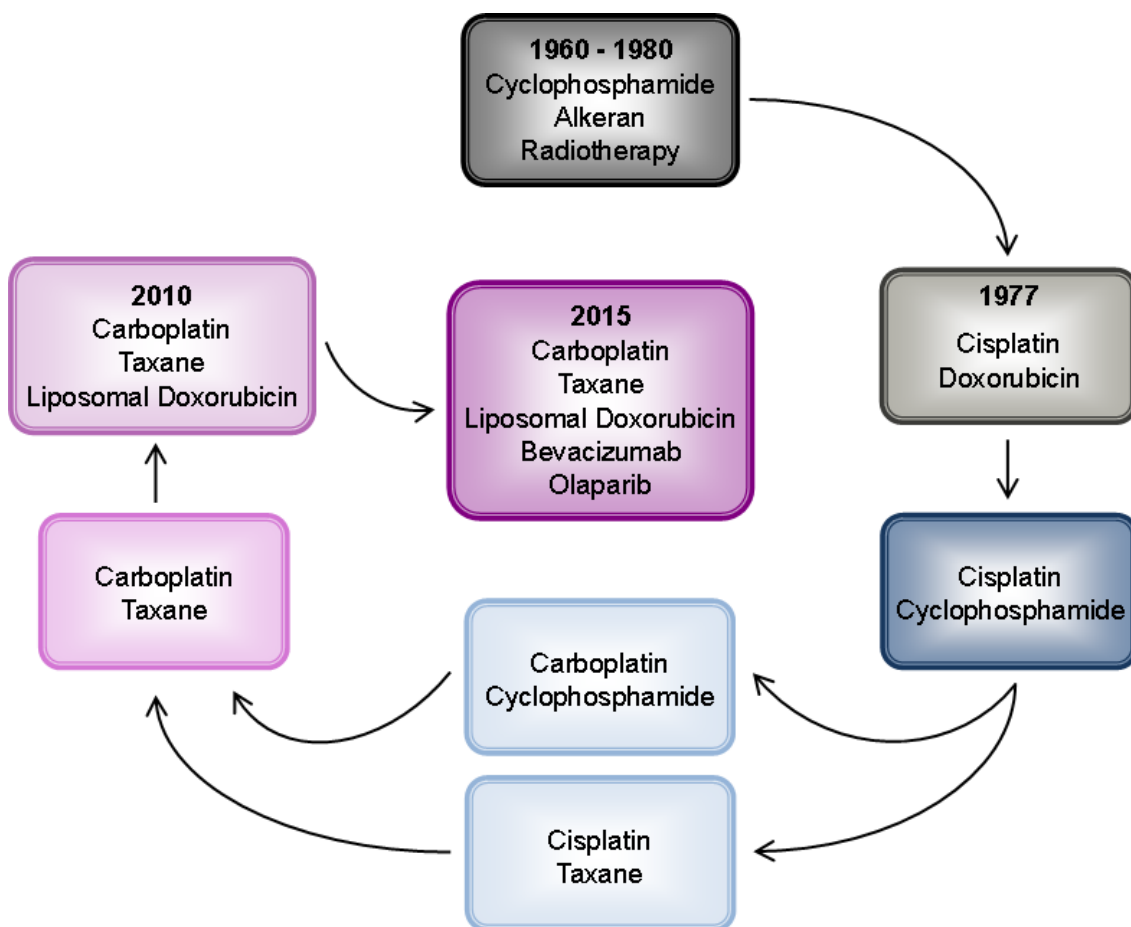 1960 - 1980
Cyclophosphamide
Alkeran
Radiotherapy
1977
Cisplatin
Doxorubicin
Cisplatin
Cyclophosphamide
Carboplatin
Cyclophosphamide
Cisplatin
Taxane
Carboplatin
Taxane
2010
Carboplatin
Taxane
Liposomal Doxorubicin
2015
Carboplatin
Taxane
Liposomal Doxorubicin
Bevacizumab
Olaparib